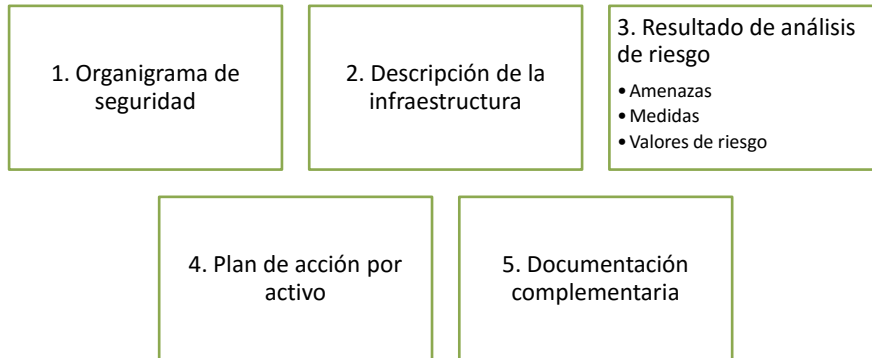 1. Organigrama de
seguridad
2. Descripción de la
infraestructura
3. Resultado de análisis
de riesgo
• Amenazas
• Medidas
• Valores de riesgo
4. Plan de acción por
activo
5. Documentación
complementaria